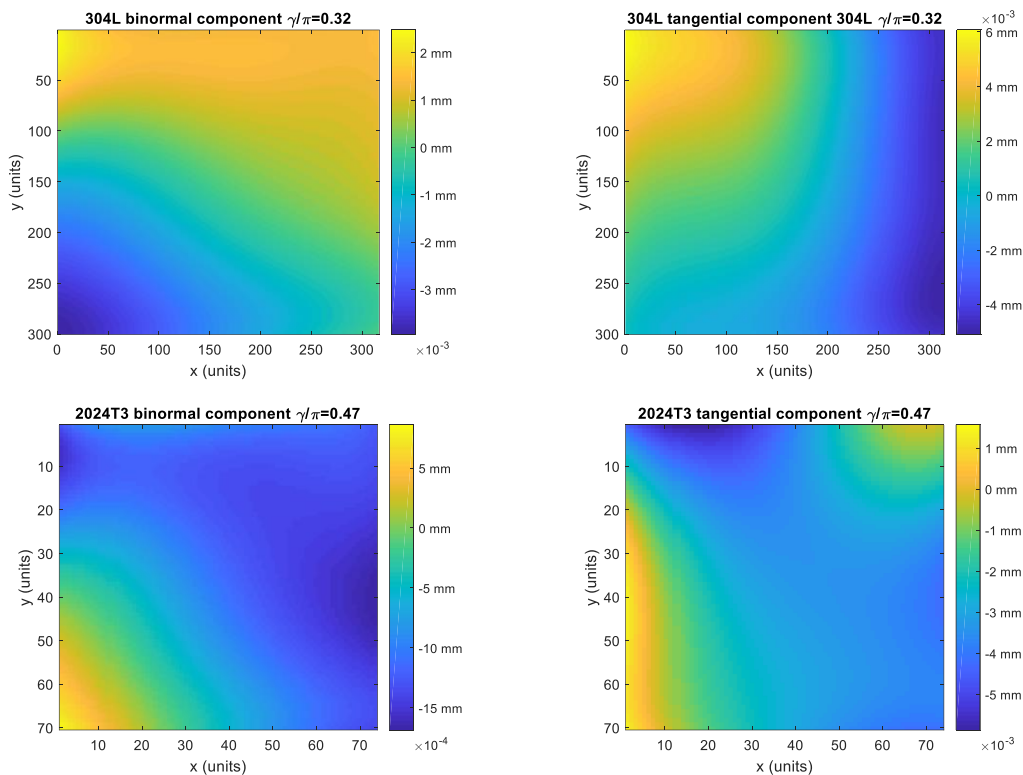 304L binormal component γ/π=0.32
50
100
150
200
250
300
y (units)
0
50
100
150
200
250
300
x (units)
2 mm
1 mm
0 mm
-1 mm
-2 mm
-3 mm
×10⁻³
304L tangential component 304L γ/π=0.32
50
100
150
200
250
300
y (units)
0
50
100
150
200
250
300
x (units)
×10⁻³
6 mm
4 mm
2 mm
0 mm
-2 mm
-4 mm
2024T3 binormal component γ/π=0.47
10
20
30
40
50
60
70
y (units)
10
20
30
40
50
60
70
x (units)
5 mm
0 mm
-5 mm
-10 mm
-15 mm
×10⁻⁴
2024T3 tangential component γ/π=0.47
10
20
30
40
50
60
70
y (units)
10
20
30
40
50
60
70
x (units)
1 mm
0 mm
-1 mm
-2 mm
-3 mm
-4 mm
-5 mm
×10⁻³